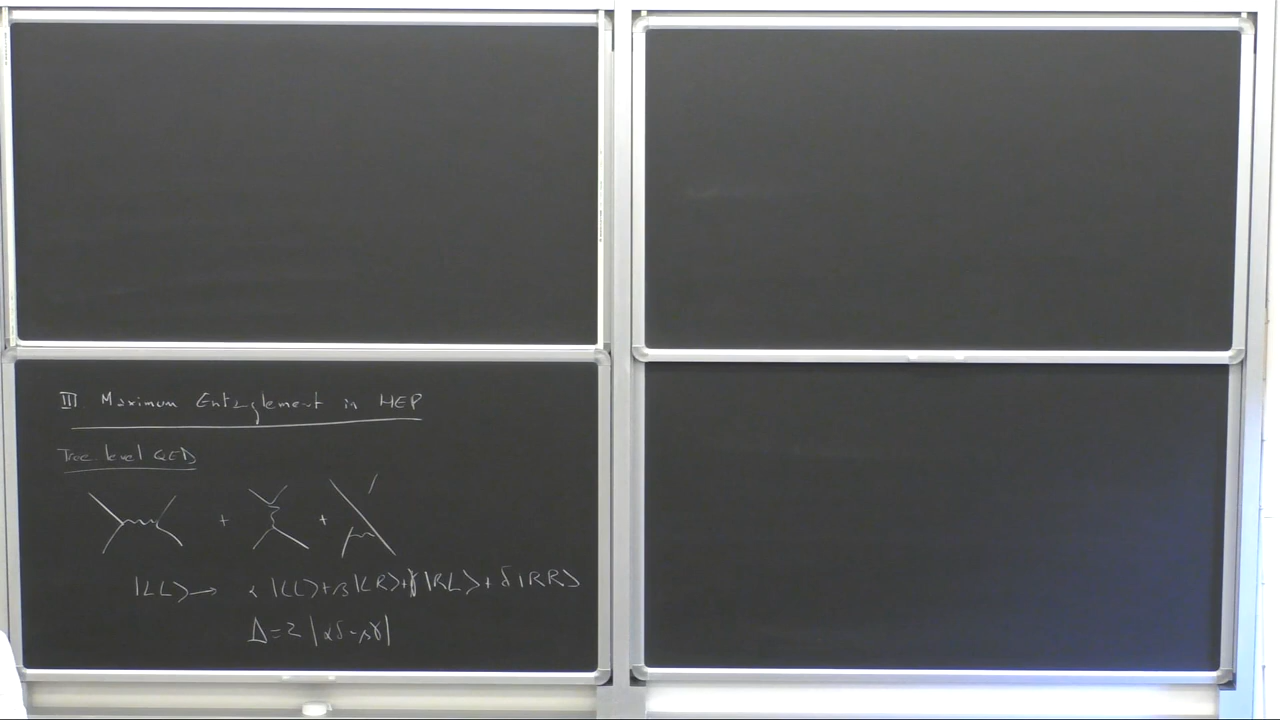 III Maximum Entanglement in HEP
Tree level QED
+ +
|LL> → α|LL>+β|LR>+γ|RL>+δ|RR>
Δ=2|αδ-βγ|